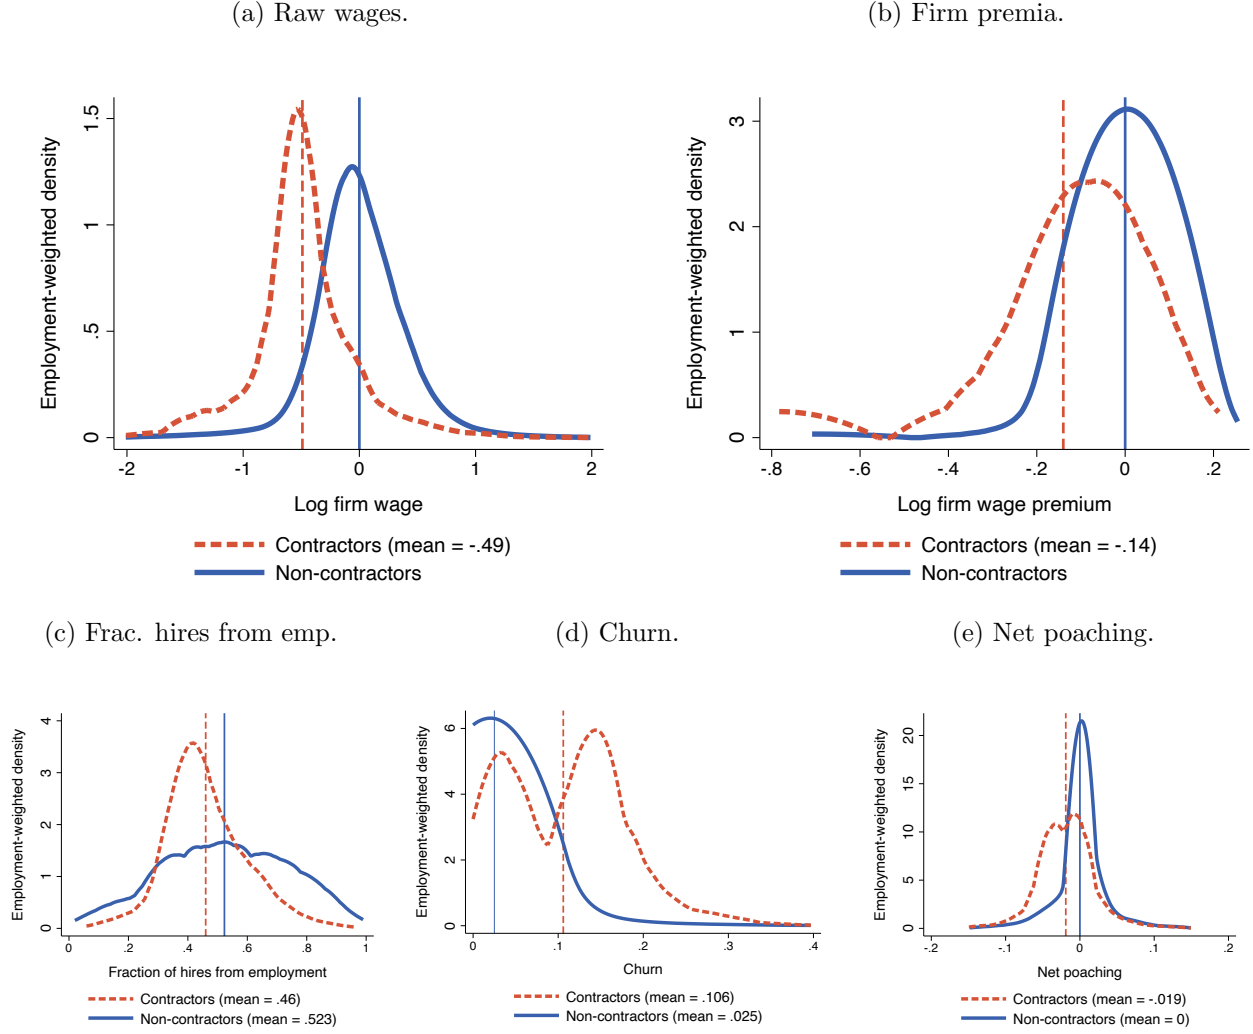 (a) Raw wages.
(b) Firm premia.
Employment-weighted density
0
.5
1
1.5
-2
-1
0
1
2
Log firm wage
Contractors (mean = -.49)
Non-contractors
Employment-weighted density
0
1
2
3
-.8
-.6
-.4
-.2
0
.2
Log firm wage premium
Contractors (mean = -.14)
Non-contractors
(c) Frac. hires from emp.
(d) Churn.
(e) Net poaching.
Employment-weighted density
0
1
2
3
4
0
.2
.4
.6
.8
1
Fraction of hires from employment
Contractors (mean = .46)
Non-contractors (mean = .523)
Employment-weighted density
0
2
4
6
0
.1
.2
.3
.4
Churn
Contractors (mean = .106)
Non-contractors (mean = .025)
Employment-weighted density
0
5
10
15
20
-.2
-.1
0
.1
.2
Net poaching
Contractors (mean = -.019)
Non-contractors (mean = 0)